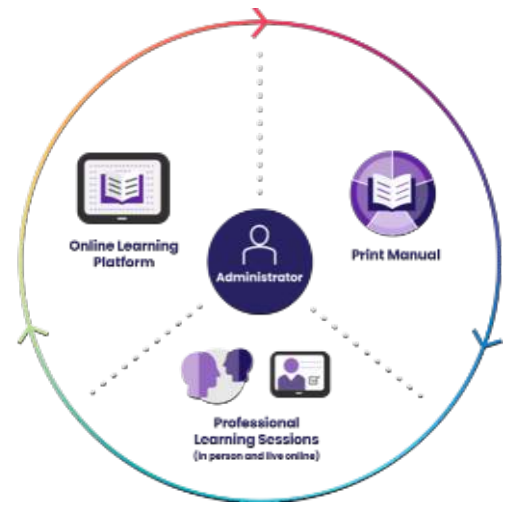 Online Learning
Platform
Print Manual
Administrator
Professional
Learning Sessions
(in person and live online)